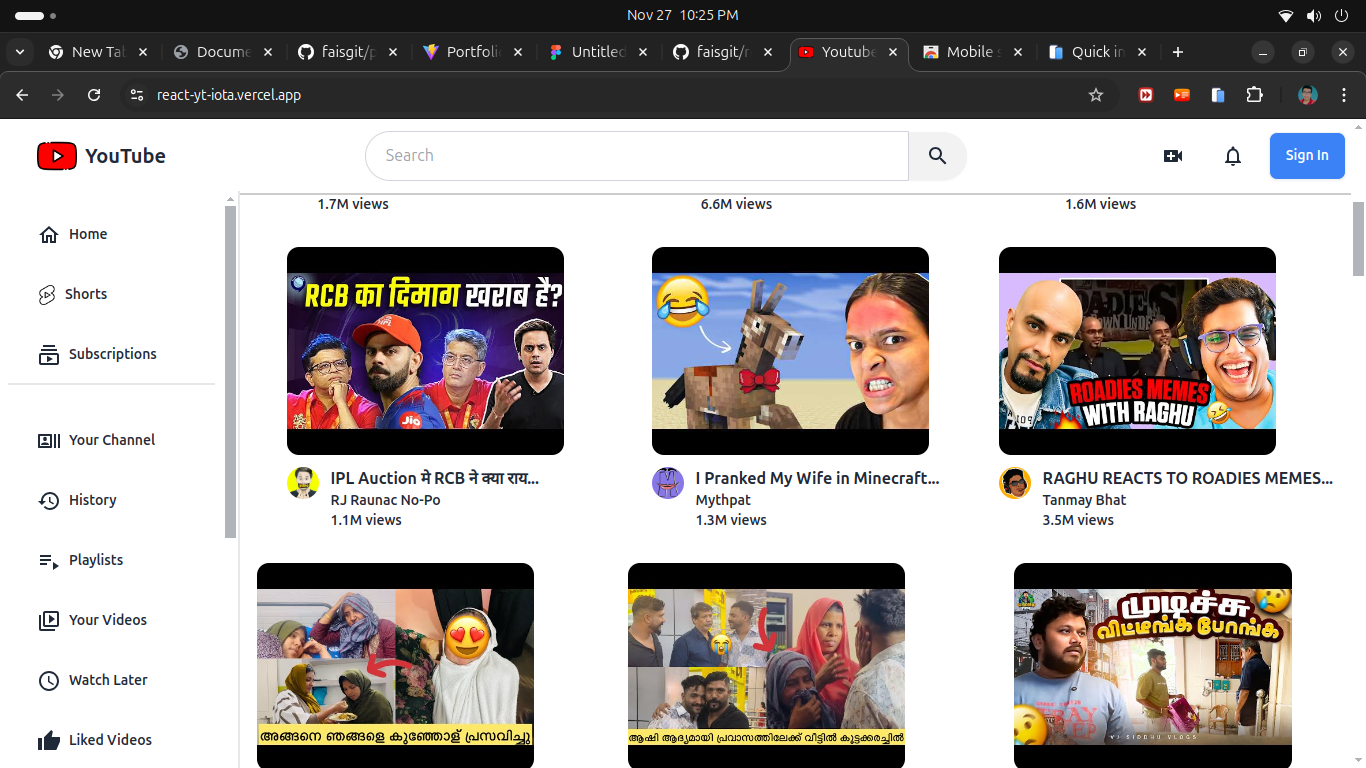 Nov 27 10:25 PM
New Tab
Docume
faisgit/p
Portfolio
Untitled
faisgit/r
Youtube
Mobile s
Quick in
react-yt-iota.vercel.app
YouTube
Search
Sign In
Home
Shorts
Subscriptions
Your Channel
History
Playlists
Your Videos
Watch Later
Liked Videos
1.7M views
6.6M views
1.6M views
RCB का दिमाग खराब है?
Jio
ROADIES MEMES
WITH RAGHU
IPL Auction मे RCB ने क्या राय...
RJ Raunac No-Po
1.1M views
I Pranked My Wife in Minecraft...
Mythpat
1.3M views
RAGHU REACTS TO ROADIES MEMES...
Tanmay Bhat
3.5M views
അങ്ങനെ ഞങ്ങളെ കുഞ്ഞോള് പ്രസവിച്ചു
ആഷി ആദ്യമായി പ്രവാസത്തിലേക്ക് വീട്ടിൽ കൂട്ടക്കരച്ചിൽ
முடிச்சு
விட்டீங்க போங்க
VJ SIDDHU VLOGS